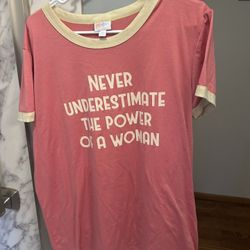 NEVER
UNDERESTIMATE
THE POWER
OF A WOMAN